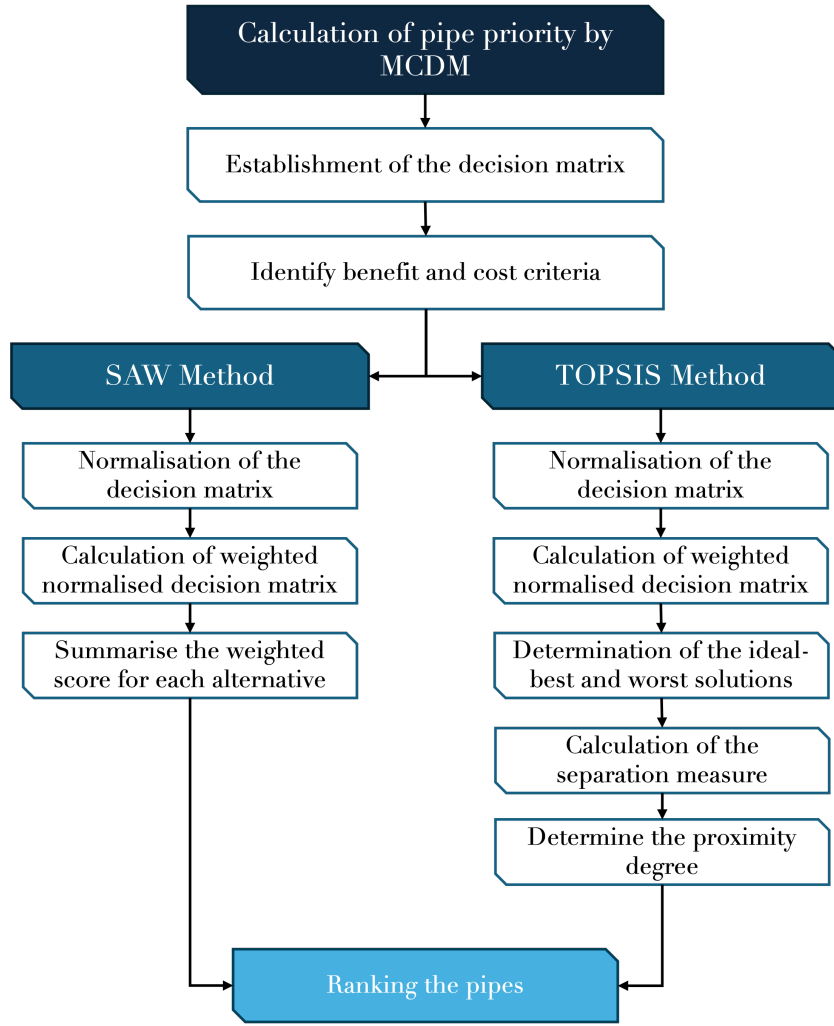 Calculation of pipe priority by
MCDM
Establishment of the decision matrix
Identify benefit and cost criteria
SAW Method
Normalisation of the
decision matrix
Calculation of weighted
normalised decision matrix
Summarise the weighted
score for each alternative
TOPSIS Method
Normalisation of the
decision matrix
Calculation of weighted
normalised decision matrix
Determination of the ideal-
best and worst solutions
Calculation of the
separation measure
Determine the proximity
degree
Ranking the pipes